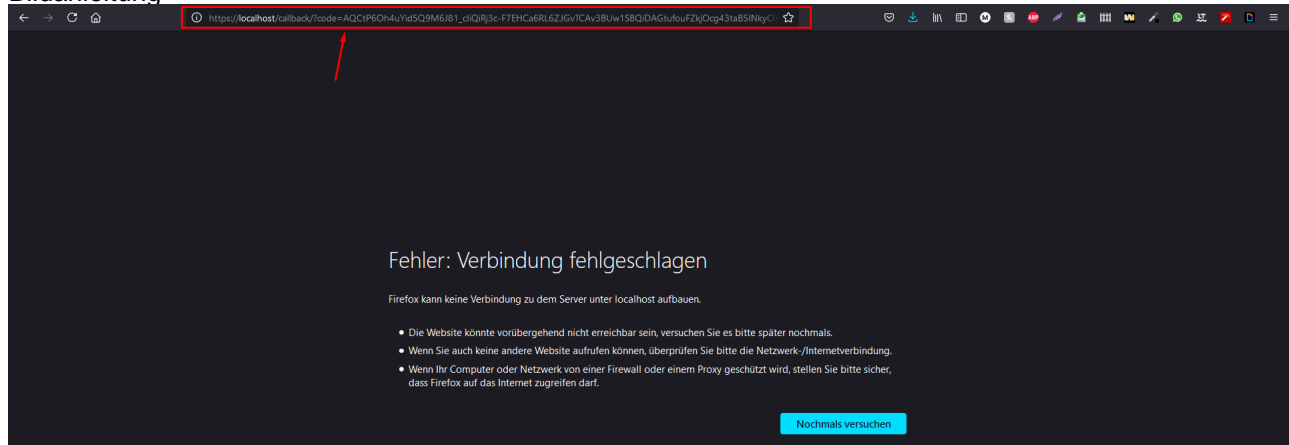 Bildanleitung
https://localhost/callback/?code=AQCtP6Oh4uYid5Q9M6J81_cliQiRj3c-F7EHCa6RL6ZJGvTCAv3BUw1SBQiDAGtufouFZkjOcg43taB5INkyO
Fehler: Verbindung fehlgeschlagen
Firefox kann keine Verbindung zu dem Server unter localhost aufbauen.
• Die Website könnte vorübergehend nicht erreichbar sein, versuchen Sie es bitte später nochmals.
• Wenn Sie auch keine andere Website aufrufen können, überprüfen Sie bitte die Netzwerk-/Internetverbindung.
• Wenn Ihr Computer oder Netzwerk von einer Firewall oder einem Proxy geschützt wird, stellen Sie bitte sicher,
dass Firefox auf das Internet zugreifen darf.
Nochmals versuchen